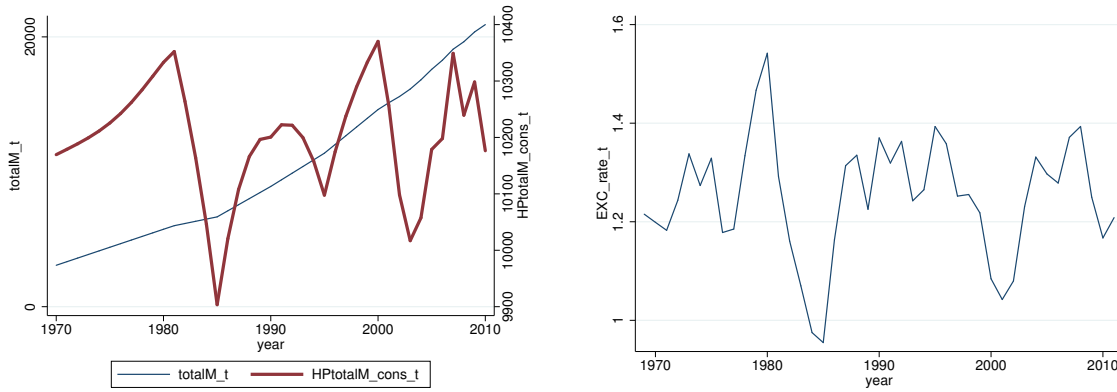 totalM_t
20000
0
HPtotalM_cons_t
10400
10300
10200
10100
10000
9900
1970 1980 1990 2000 2010
year
totalM_t HPtotalM_cons_t
EXC_rate_t
1.6
1.4
1.2
1
1970 1980 1990 2000 2010
year